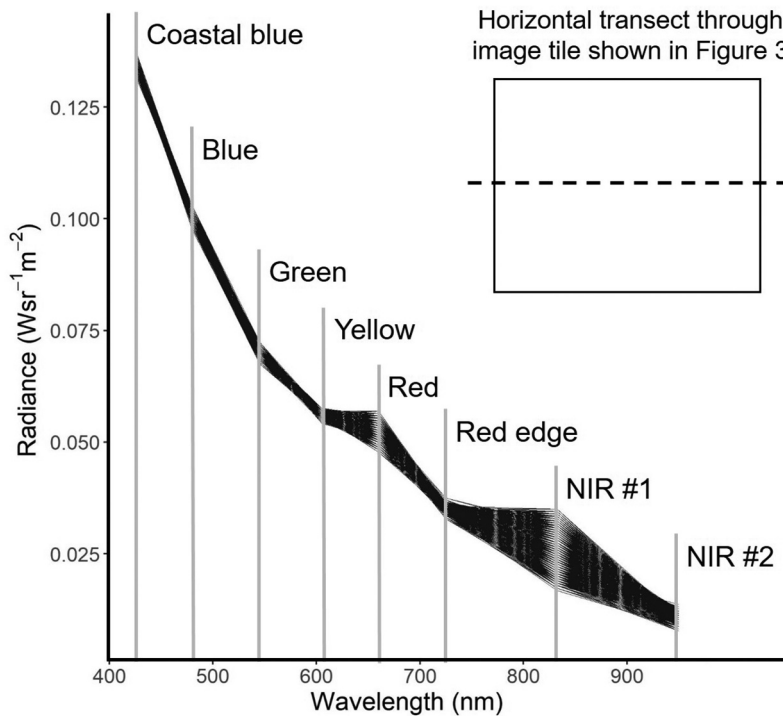 Horizontal transect through
image tile shown in Figure 3
Coastal blue
Blue
Green
Yellow
Red
Red edge
NIR #1
NIR #2
0.125
0.100
0.075
0.050
0.025
Radiance (Wsr⁻¹m⁻²)
400 500 600 700 800 900
Wavelength (nm)